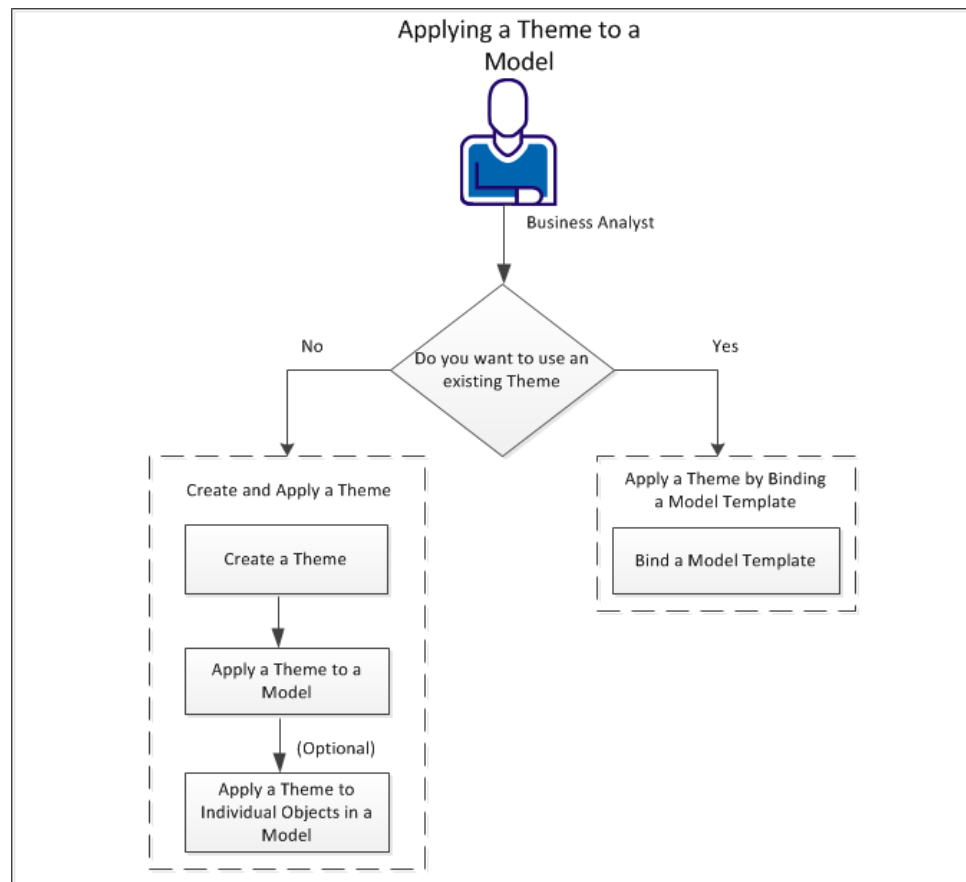 Applying a Theme to a
Model
Business Analyst
No
Yes
Do you want to use an
existing Theme
Create and Apply a Theme
Create a Theme
Apply a Theme to a
Model
(Optional)
Apply a Theme to
Individual Objects in a
Model
Apply a Theme by Binding
a Model Template
Bind a Model Template